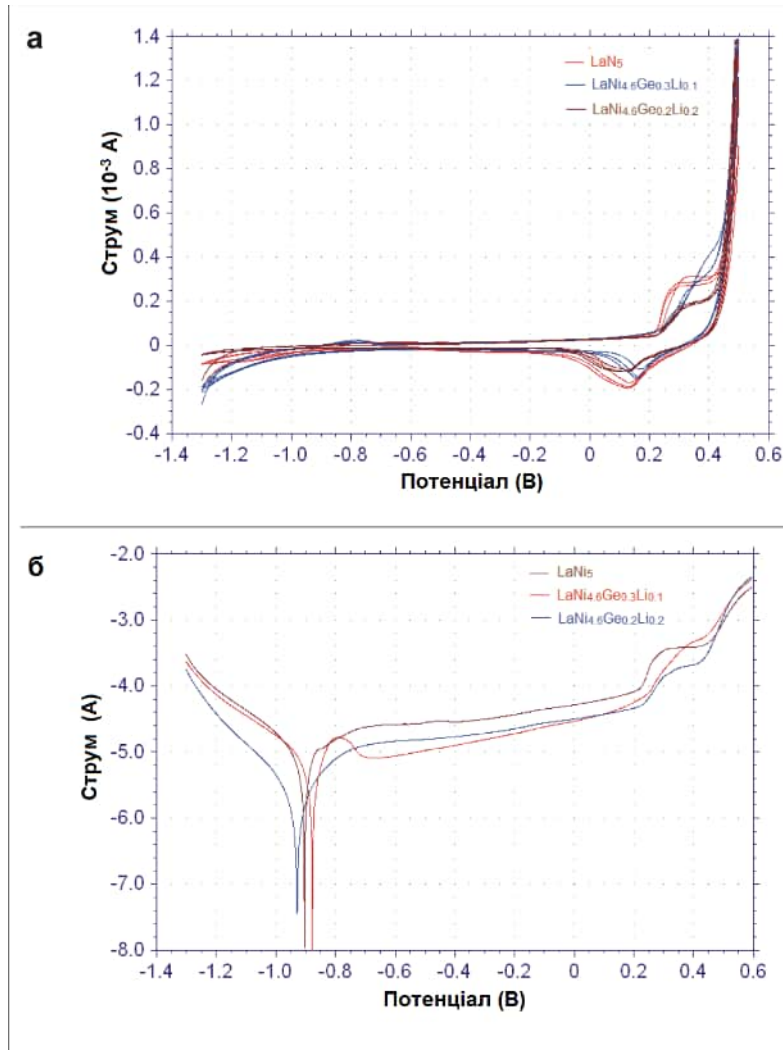 а
1.4
1.2
1.0
0.8
0.6
0.4
0.2
0
-0.2
-0.4
Струм (10⁻³ А)
LaN₅
LaNi₄.₆Ge₀.₃Li₀.₁
LaNi₄.₆Ge₀.₂Li₀.₂
-1.4 -1.2 -1.0 -0.8 -0.6 -0.4 -0.2 0 0.2 0.4 0.6
Потенціал (В)
б
-2.0
-3.0
-4.0
-5.0
-6.0
-7.0
-8.0
Струм (А)
LaNi₅
LaNi₄.₆Ge₀.₃Li₀.₁
LaNi₄.₆Ge₀.₂Li₀.₂
-1.4 -1.2 -1.0 -0.8 -0.6 -0.4 -0.2 0 0.2 0.4 0.6
Потенціал (В)